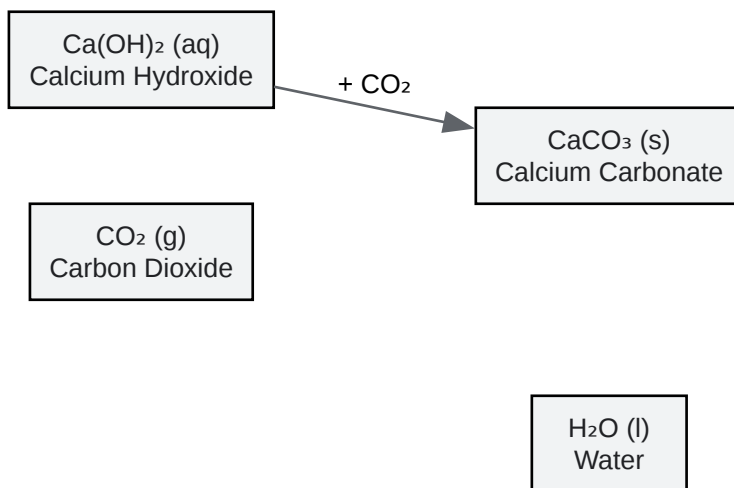 Ca(OH)₂ (aq)
Calcium Hydroxide
+ CO₂
CaCO₃ (s)
Calcium Carbonate
CO₂ (g)
Carbon Dioxide
H₂O (l)
Water